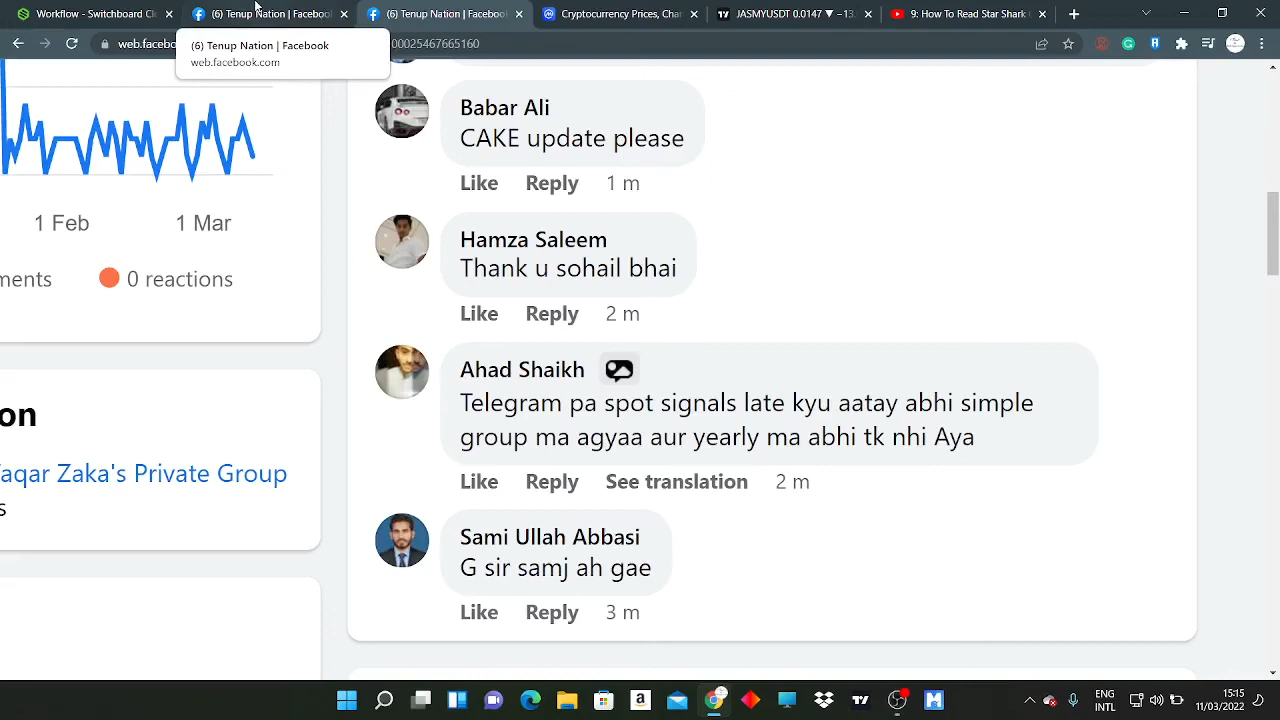 Workflow - Switchboard Cl
(6) Tenup Nation | Facebook
(6) Tenup Nation | Facebook
Cryptocurrency Prices, Chart
JASMYUSDT 0.0147 ▼ −13.
9: How To Read Star Shark C
web.facebo
00025467665160
(6) Tenup Nation | Facebook
web.facebook.com
1 Feb
1 Mar
ments
0 reactions
on
aqar Zaka's Private Group
s
Babar Ali
CAKE update please
Like Reply 1 m
Hamza Saleem
Thank u sohail bhai
Like Reply 2 m
Ahad Shaikh
Telegram pa spot signals late kyu aatay abhi simple
group ma agyaa aur yearly ma abhi tk nhi Aya
Like Reply See translation 2 m
Sami Ullah Abbasi
G sir samj ah gae
Like Reply 3 m
ENG
INTL
15:15
11/03/2022